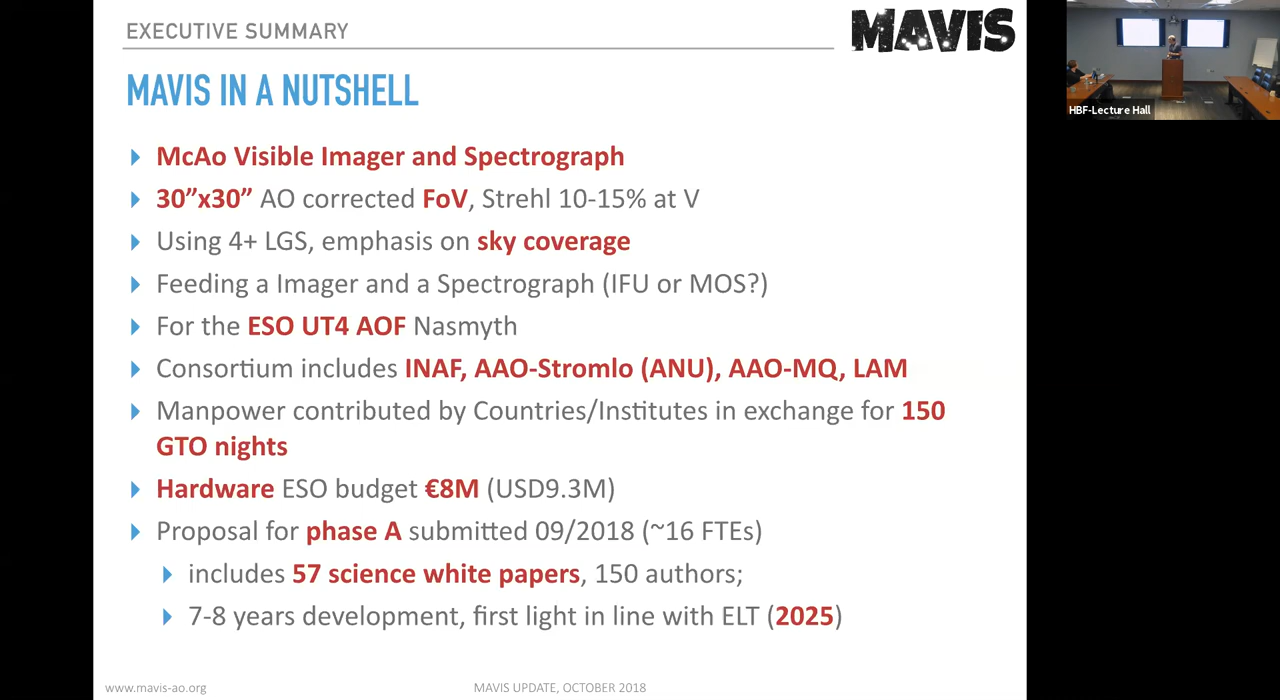 EXECUTIVE SUMMARY
MAVIS
MAVIS IN A NUTSHELL
McAo Visible Imager and Spectrograph
30”x30” AO corrected FoV, Strehl 10-15% at V
Using 4+ LGS, emphasis on sky coverage
Feeding a Imager and a Spectrograph (IFU or MOS?)
For the ESO UT4 AOF Nasmyth
Consortium includes INAF, AAO-Stromlo (ANU), AAO-MQ, LAM
Manpower contributed by Countries/Institutes in exchange for 150
GTO nights
Hardware ESO budget €8M (USD9.3M)
Proposal for phase A submitted 09/2018 (~16 FTEs)
includes 57 science white papers, 150 authors;
7-8 years development, first light in line with ELT (2025)
www.mavis-ao.org
MAVIS UPDATE, OCTOBER 2018
HBF-Lecture Hall